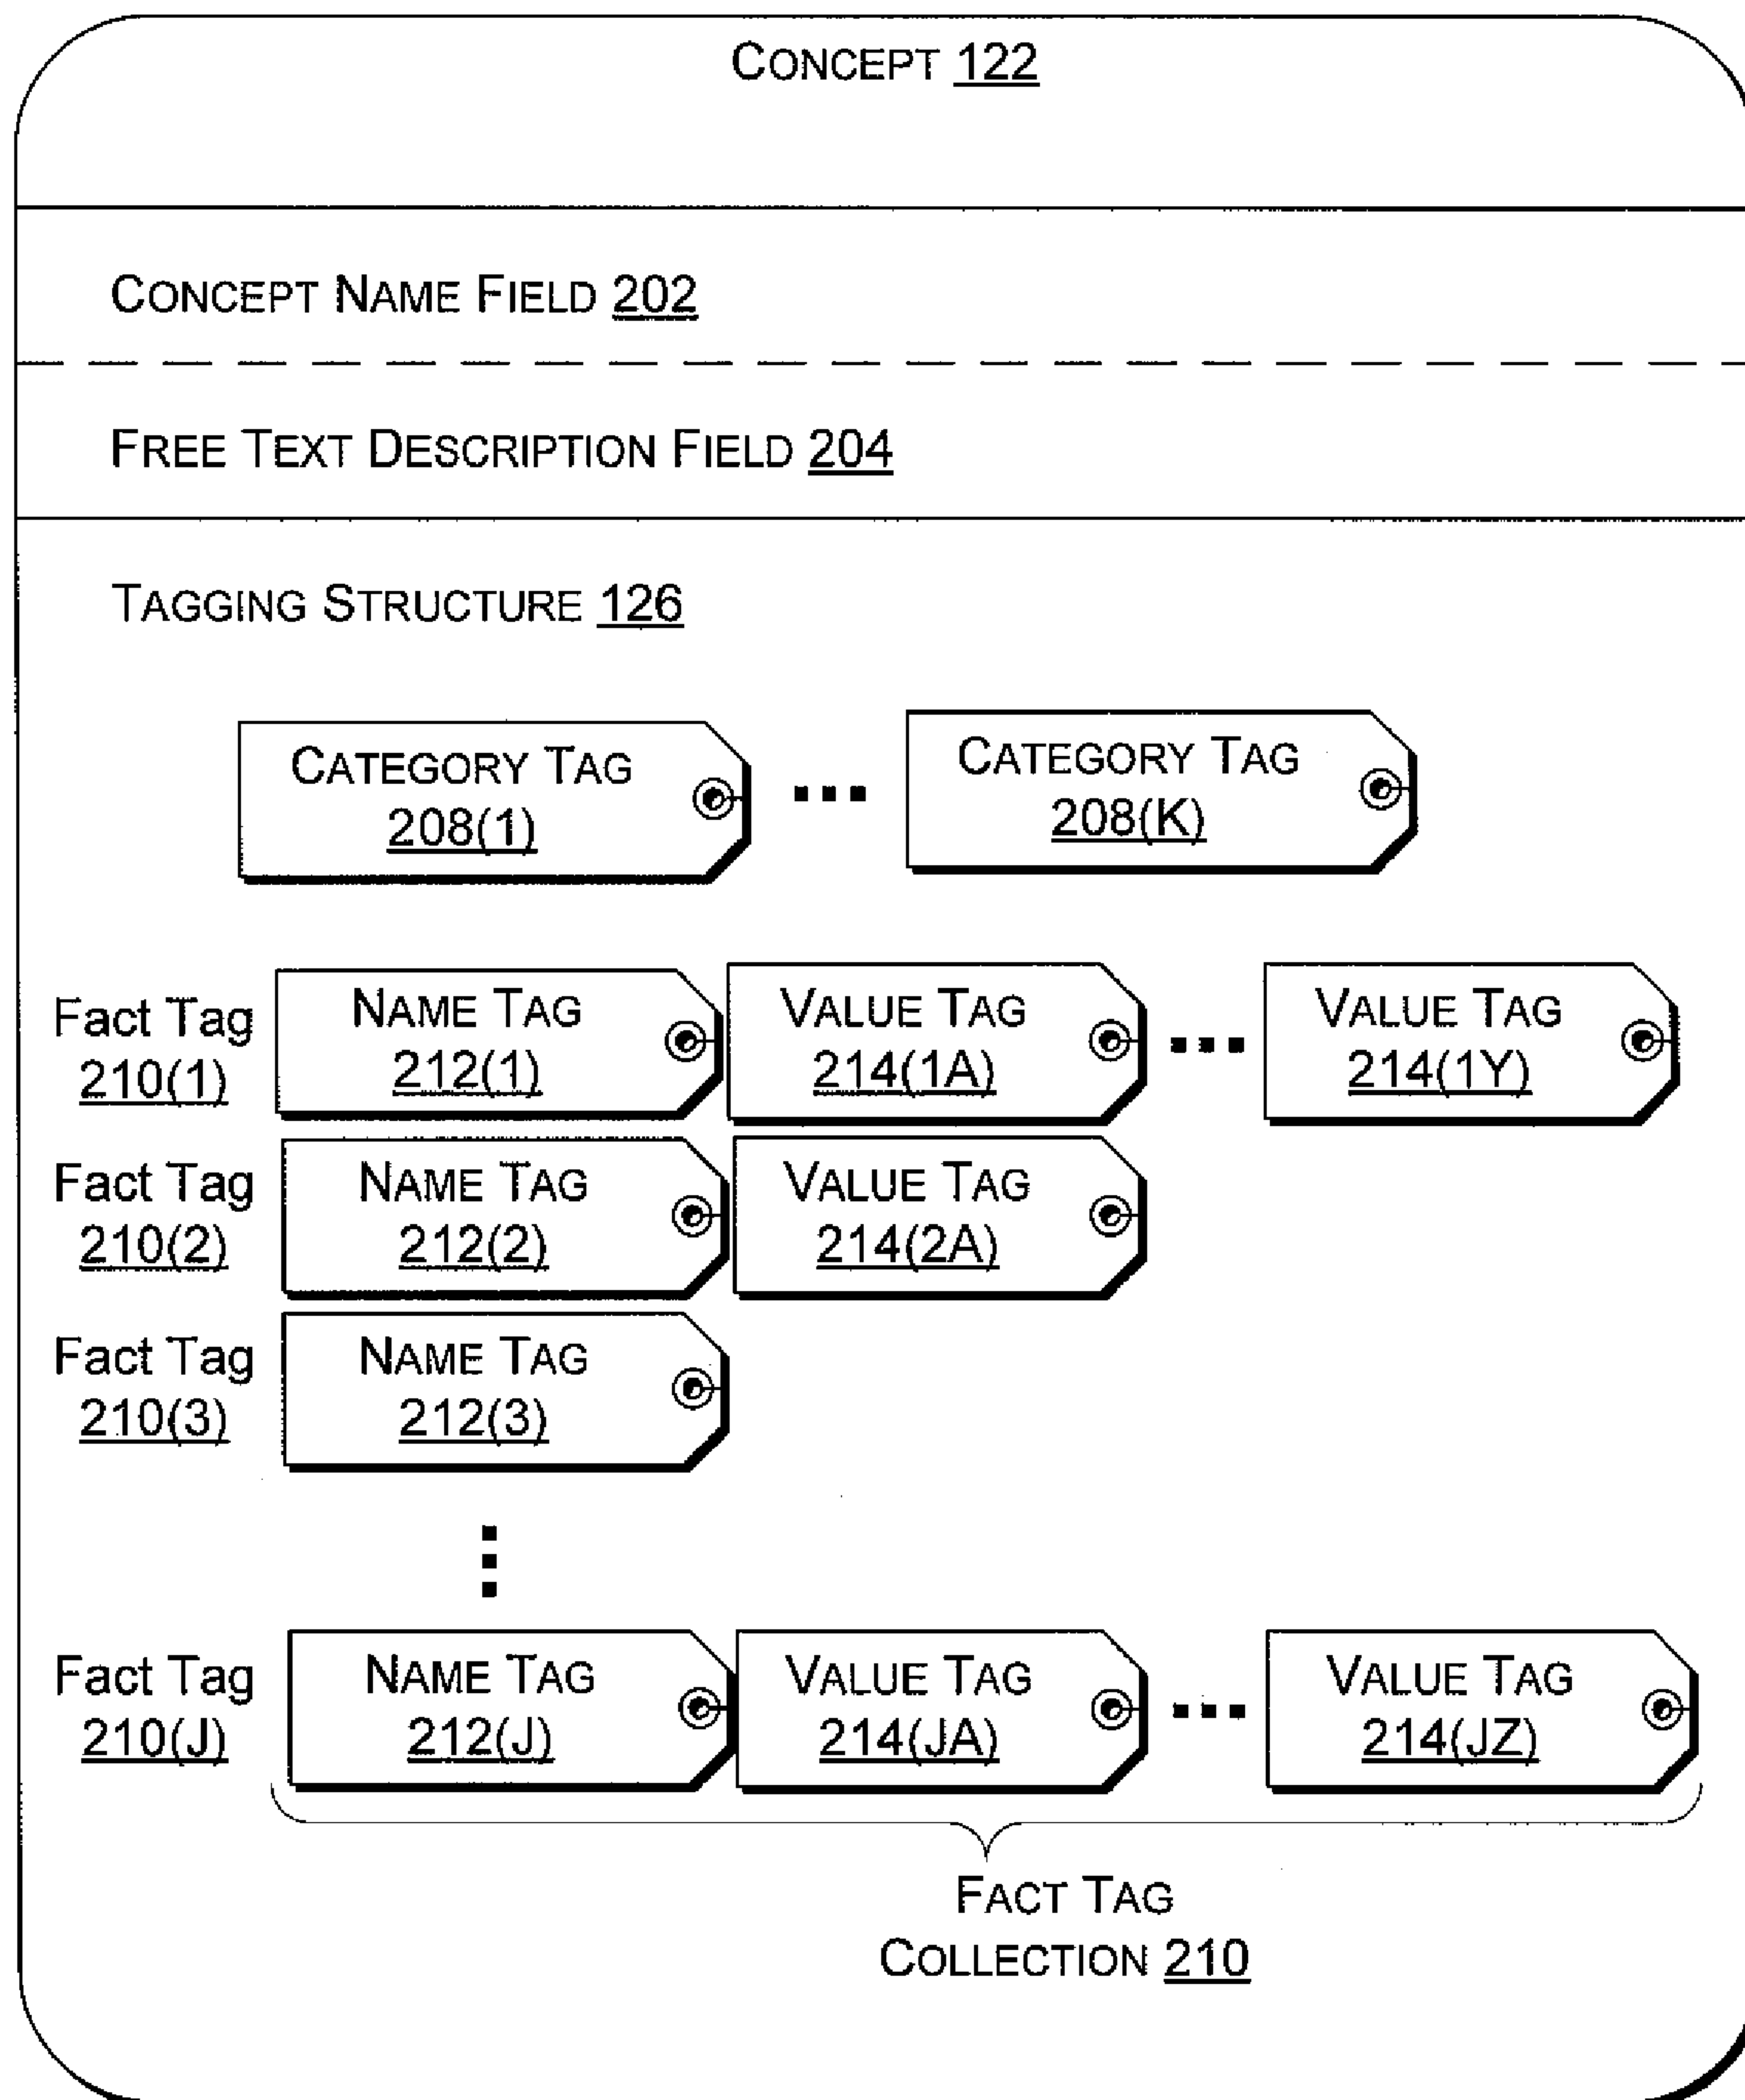 CONCEPT 122
CONCEPT NAME FIELD 202
FREE TEXT DESCRIPTION FIELD 204
TAGGING STRUCTURE 126
CATEGORY TAG
208(1)
CATEGORY TAG
208(K)
Fact Tag
210(1)
NAME TAG
212(1)
VALUE TAG
214(1A)
VALUE TAG
214(1Y)
Fact Tag
210(2)
NAME TAG
212(2)
VALUE TAG
214(2A)
Fact Tag
210(3)
NAME TAG
212(3)
Fact Tag
210(J)
NAME TAG
212(J)
VALUE TAG
214(JA)
VALUE TAG
214(JZ)
FACT TAG
COLLECTION 210